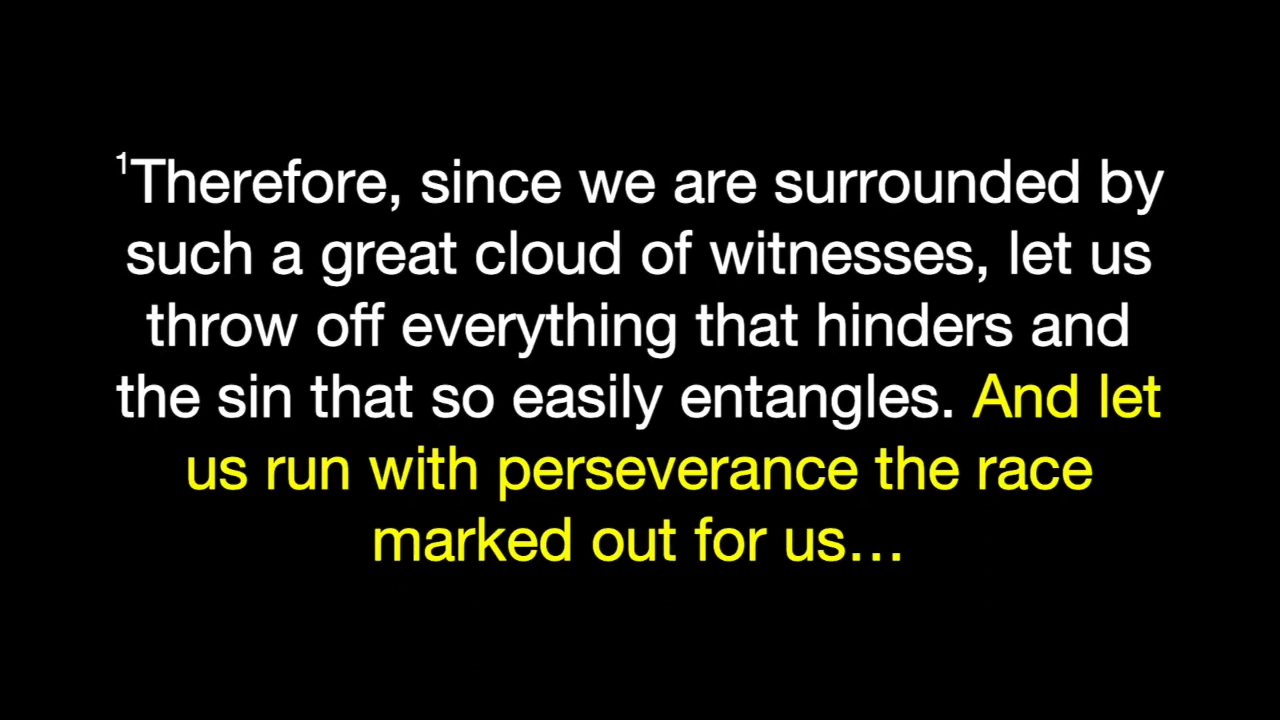 ¹Therefore, since we are surrounded by
such a great cloud of witnesses, let us
throw off everything that hinders and
the sin that so easily entangles. And let
us run with perseverance the race
marked out for us…